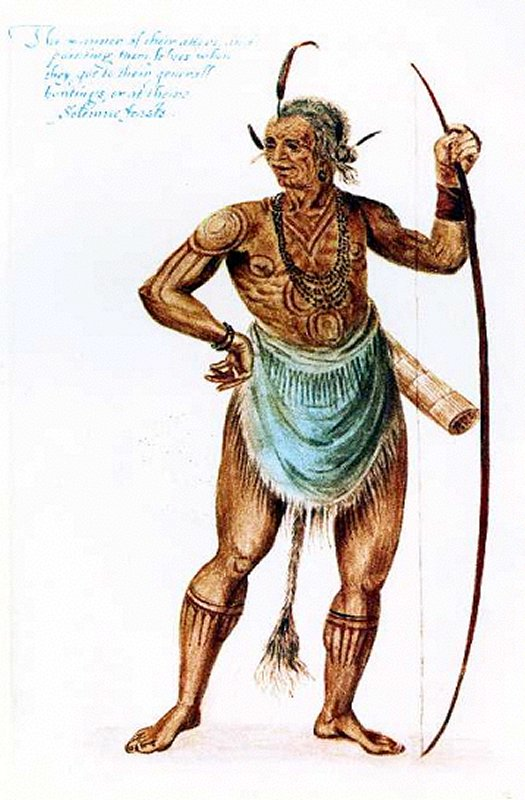 The manner of their attire and
painting them selves when
they goe to their generall
huntings, or at theire
Solemne feasts.